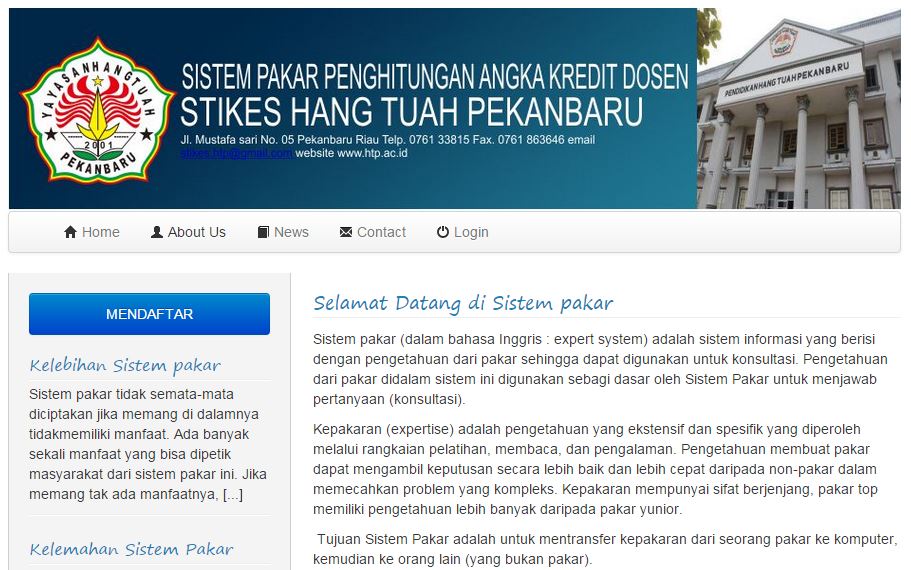 YAYASAN HANGTUAH
2001
PEKANBARU
SISTEM PAKAR PENGHITUNGAN ANGKA KREDIT DOSEN
STIKES HANG TUAH PEKANBARU
Jl. Mustafa sari No. 05 Pekanbaru Riau Telp. 0761 33815 Fax. 0761 863646 email
stikes.htp@gmail.com website www.htp.ac.id
PENDIDIKAN HANG TUAH PEKANBARU
Home About Us News Contact Login
MENDAFTAR
Kelebihan Sistem pakar
Sistem pakar tidak semata-mata
diciptakan jika memang di dalamnya
tidakmemiliki manfaat. Ada banyak
sekali manfaat yang bisa dipetik
masyarakat dari sistem pakar ini. Jika
memang tak ada manfaatnya, [...]
Kelemahan Sistem Pakar
Selamat Datang di Sistem pakar
Sistem pakar (dalam bahasa Inggris : expert system) adalah sistem informasi yang berisi
dengan pengetahuan dari pakar sehingga dapat digunakan untuk konsultasi. Pengetahuan
dari pakar didalam sistem ini digunakan sebagi dasar oleh Sistem Pakar untuk menjawab
pertanyaan (konsultasi).
Kepakaran (expertise) adalah pengetahuan yang ekstensif dan spesifik yang diperoleh
melalui rangkaian pelatihan, membaca, dan pengalaman. Pengetahuan membuat pakar
dapat mengambil keputusan secara lebih baik dan lebih cepat daripada non-pakar dalam
memecahkan problem yang kompleks. Kepakaran mempunyai sifat berjenjang, pakar top
memiliki pengetahuan lebih banyak daripada pakar yunior.
Tujuan Sistem Pakar adalah untuk mentransfer kepakaran dari seorang pakar ke komputer,
kemudian ke orang lain (yang bukan pakar).